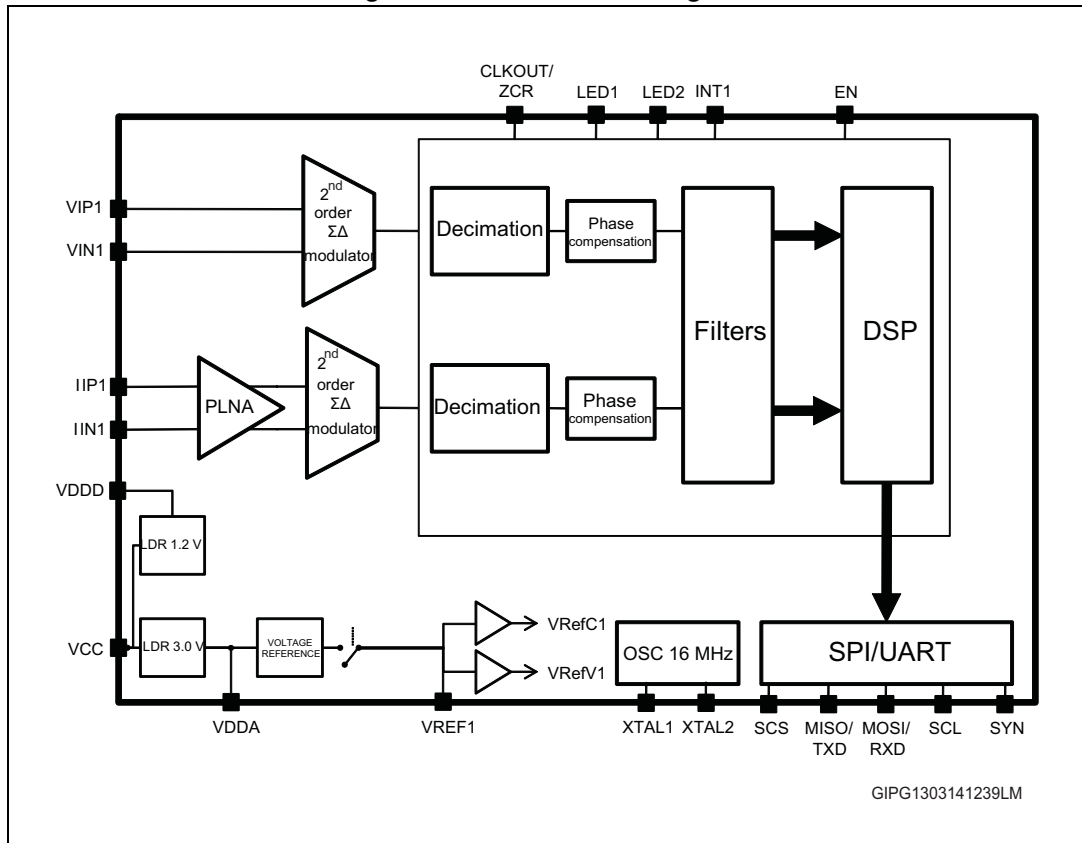 CLKOUT/
ZCR
LED1
LED2
INT1
EN
VIP1
VIN1
2nd
order
ΣΔ
modulator
Decimation
Phase
compensation
Filters
DSP
IIP1
IIN1
PLNA
2nd
order
ΣΔ
modulator
Decimation
Phase
compensation
VDDD
LDR 1.2 V
VCC
LDR 3.0 V
VOLTAGE
REFERENCE
VRefC1
VRefV1
OSC 16 MHz
SPI/UART
VDDA
VREF1
XTAL1
XTAL2
SCS
MISO/
TXD
MOSI/
RXD
SCL
SYN
GIPG1303141239LM